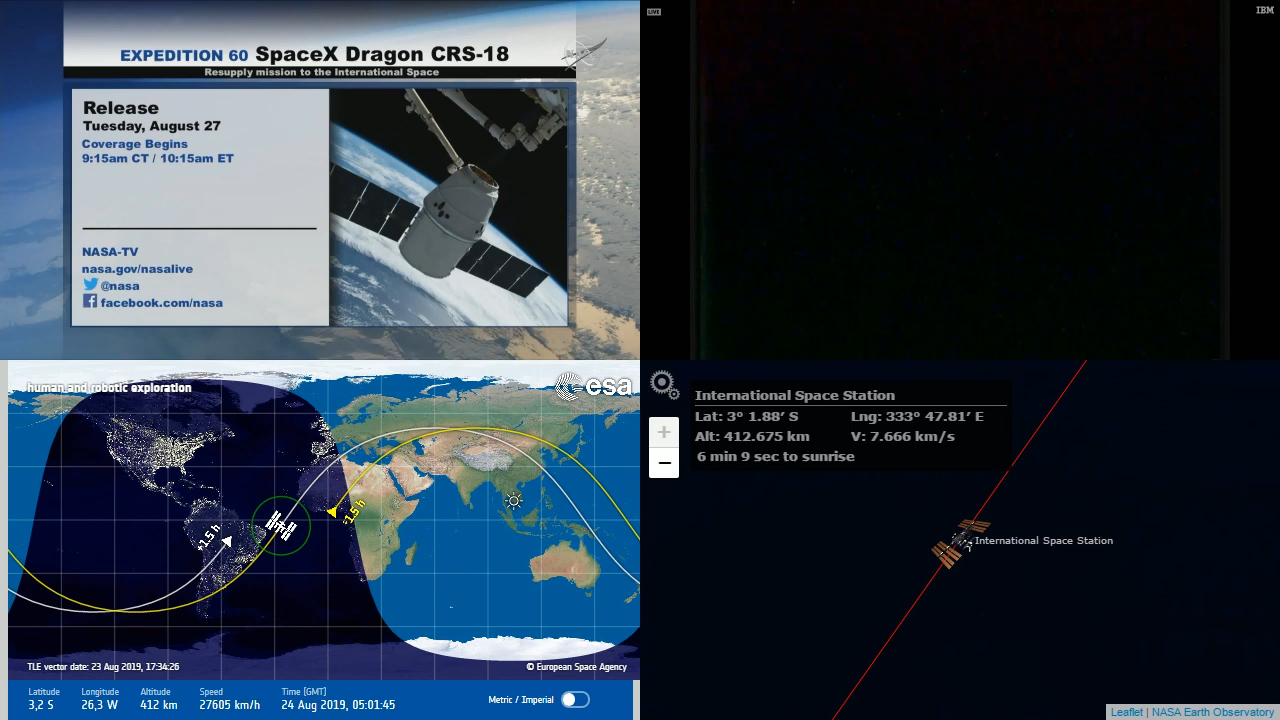 EXPEDITION 60 SpaceX Dragon CRS-18
Resupply mission to the International Space
Release
Tuesday, August 27
Coverage Begins
9:15am CT / 10:15am ET
NASA-TV
nasa.gov/nasalive
@nasa
facebook.com/nasa
LIVE
IBM
human and robotic exploration
esa
+1.5 h
-1.5 h
TLE vector date: 23 Aug 2019, 17:34:26
© European Space Agency
Latitude Longitude Altitude Speed Time [GMT]
3,2 S 26,3 W 412 km 27605 km/h 24 Aug 2019, 05:01:45
Metric / Imperial
International Space Station
Lat: 3° 1.88′ S Lng: 333° 47.81′ E
Alt: 412.675 km V: 7.666 km/s
6 min 9 sec to sunrise
+
−
International Space Station
Leaflet | NASA Earth Observatory